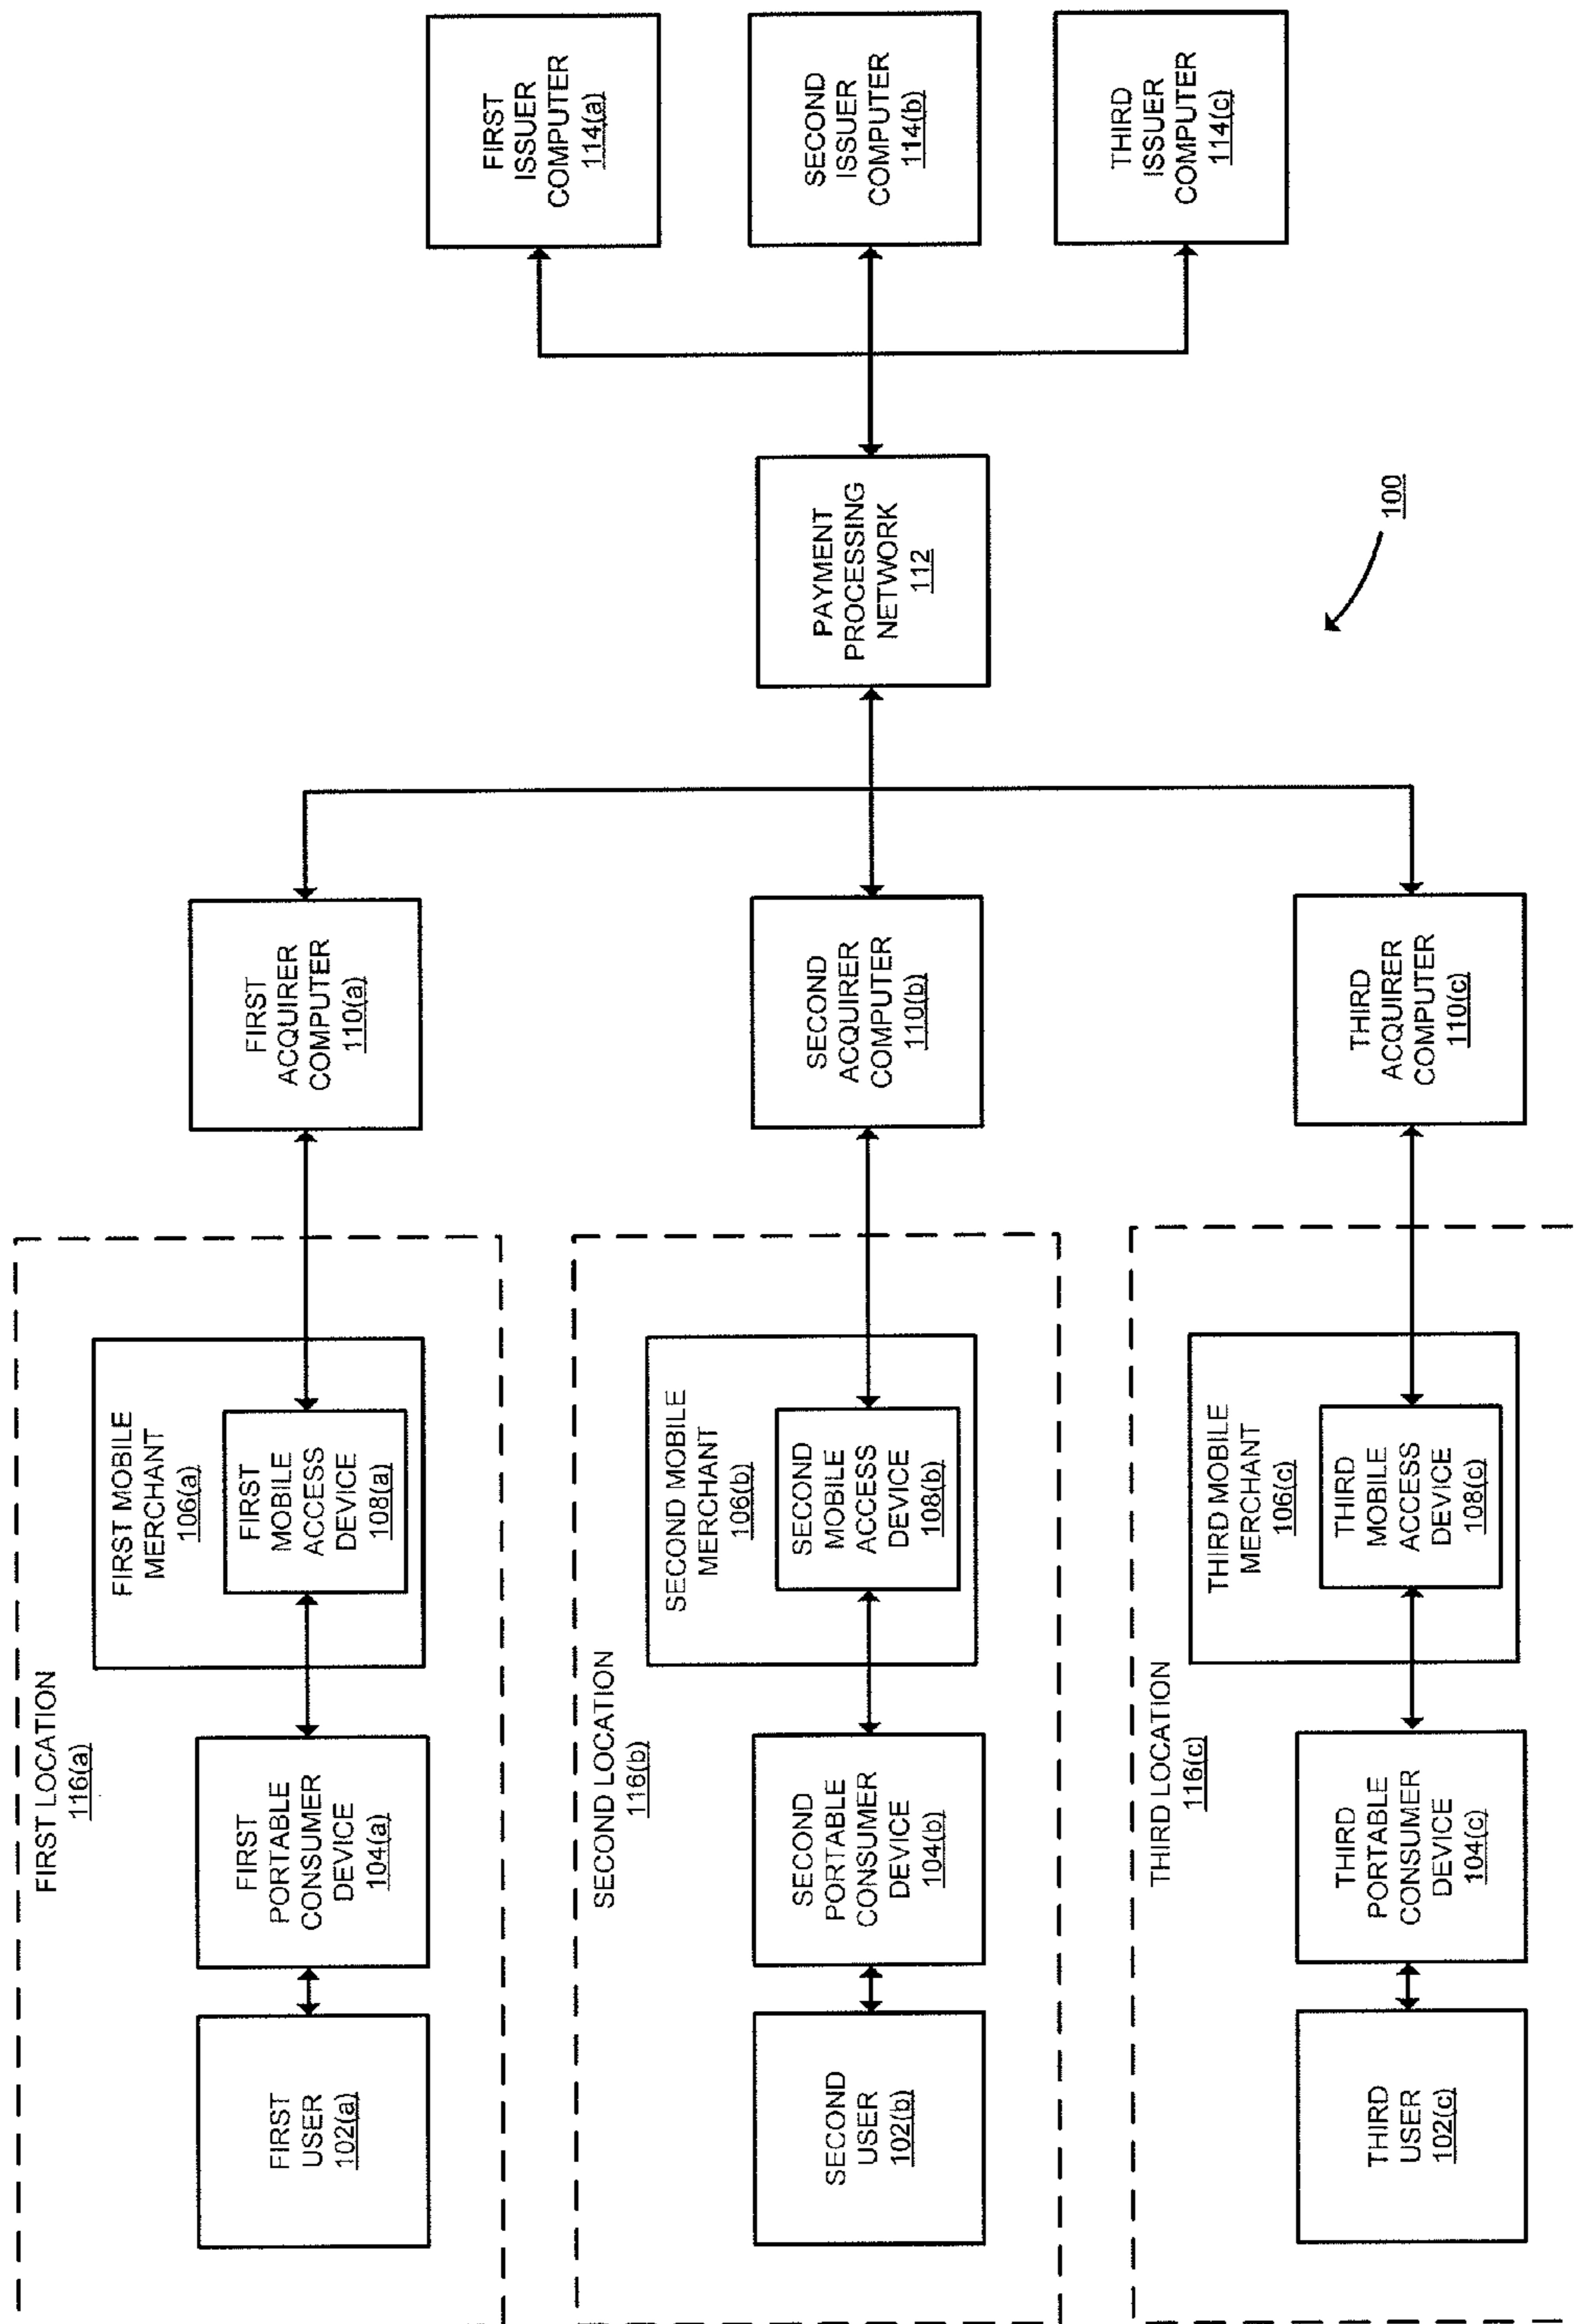 FIRST LOCATION
116(a)
FIRST
USER
102(a)
FIRST
PORTABLE
CONSUMER
DEVICE
104(a)
FIRST MOBILE
MERCHANT
106(a)
FIRST
MOBILE
ACCESS
DEVICE
108(a)
FIRST
ACQUIRER
COMPUTER
110(a)
SECOND LOCATION
116(b)
SECOND
USER
102(b)
SECOND
PORTABLE
CONSUMER
DEVICE
104(b)
SECOND MOBILE
MERCHANT
106(b)
SECOND
MOBILE
ACCESS
DEVICE
108(b)
SECOND
ACQUIRER
COMPUTER
110(b)
THIRD LOCATION
116(c)
THIRD
USER
102(c)
THIRD
PORTABLE
CONSUMER
DEVICE
104(c)
THIRD MOBILE
MERCHANT
106(c)
THIRD
MOBILE
ACCESS
DEVICE
108(c)
THIRD
ACQUIRER
COMPUTER
110(c)
PAYMENT
PROCESSING
NETWORK
112
FIRST
ISSUER
COMPUTER
114(a)
SECOND
ISSUER
COMPUTER
114(b)
THIRD
ISSUER
COMPUTER
114(c)
100